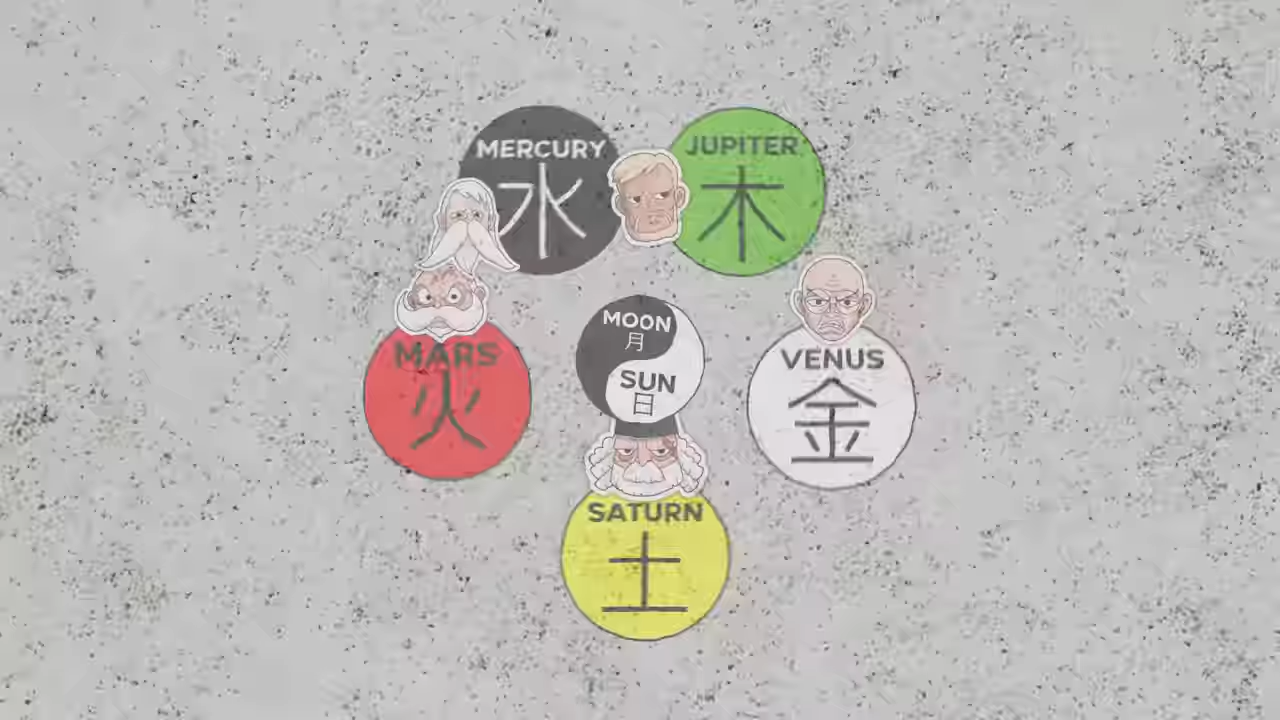 MERCURY
水
JUPITER
木
MOON
月
SUN
日
MARS
火
VENUS
金
SATURN
土